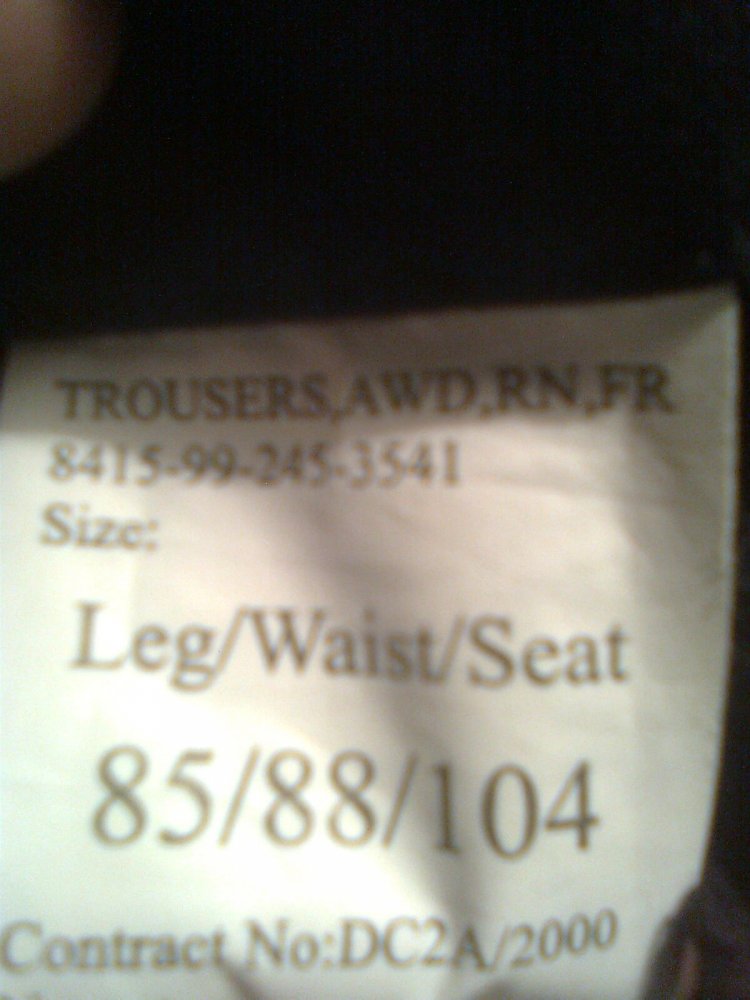 TROUSERS,AWD,RN,FR
8415-99-245-3541
Size:
Leg/Waist/Seat
85/88/104
Contract No:DC2A/2000